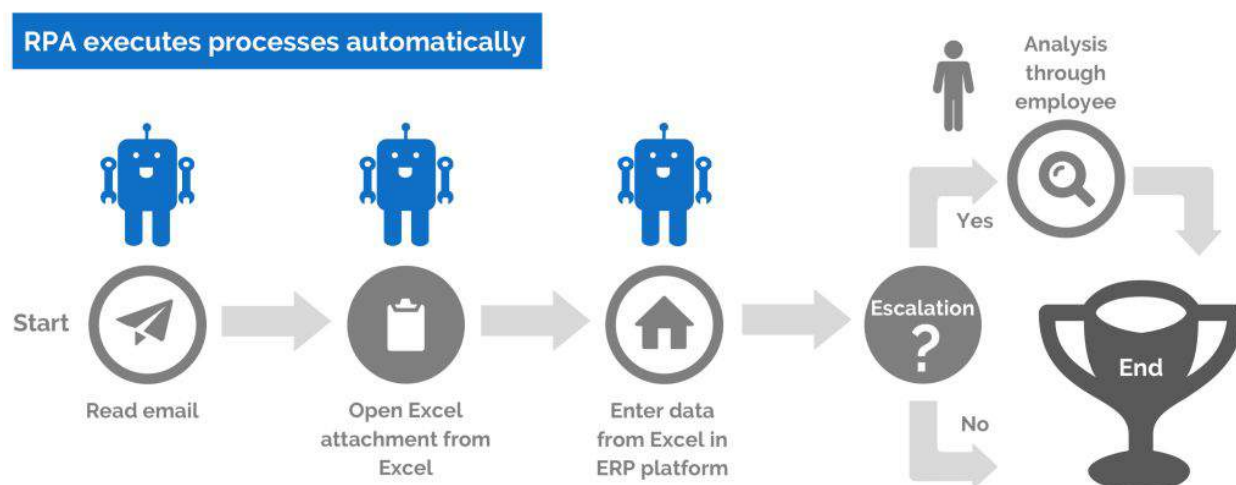 RPA executes processes automatically
Analysis
through
employee
Yes
Start
Escalation
?
End
Read email
Open Excel
attachment from
Excel
Enter data
from Excel in
ERP platform
No